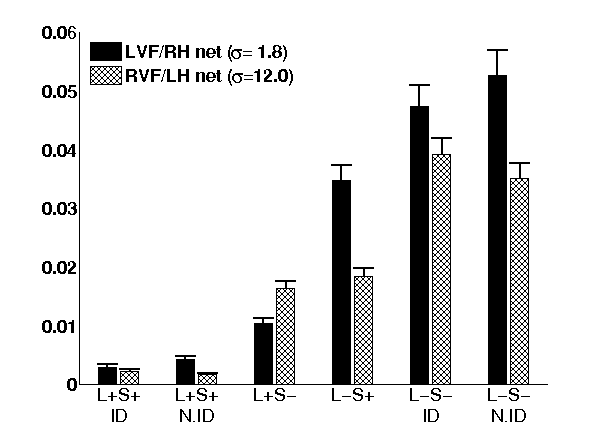 0.06
LVF/RH net (σ= 1.8)
RVF/LH net (σ=12.0)
0.05
0.04
0.03
0.02
0.01
0
L+S+ L+S+ L+S− L−S+ L−S− L−S−
ID N.ID ID N.ID